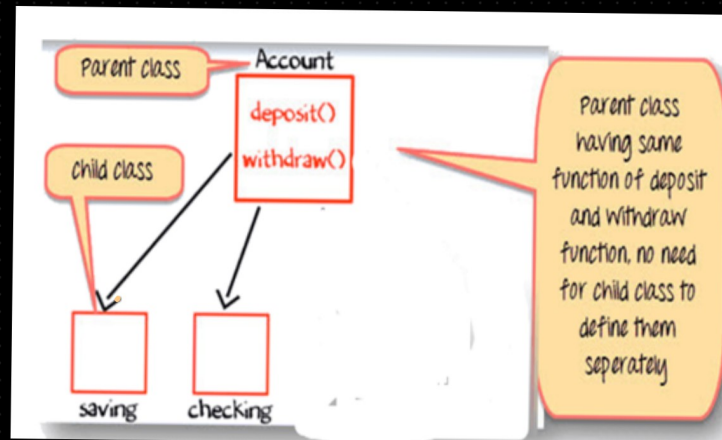 Parent class
Account
deposit()
withdraw()
child class
saving
checking
Parent class
having same
function of deposit
and withdraw
function, no need
for child class to
define them
seperately